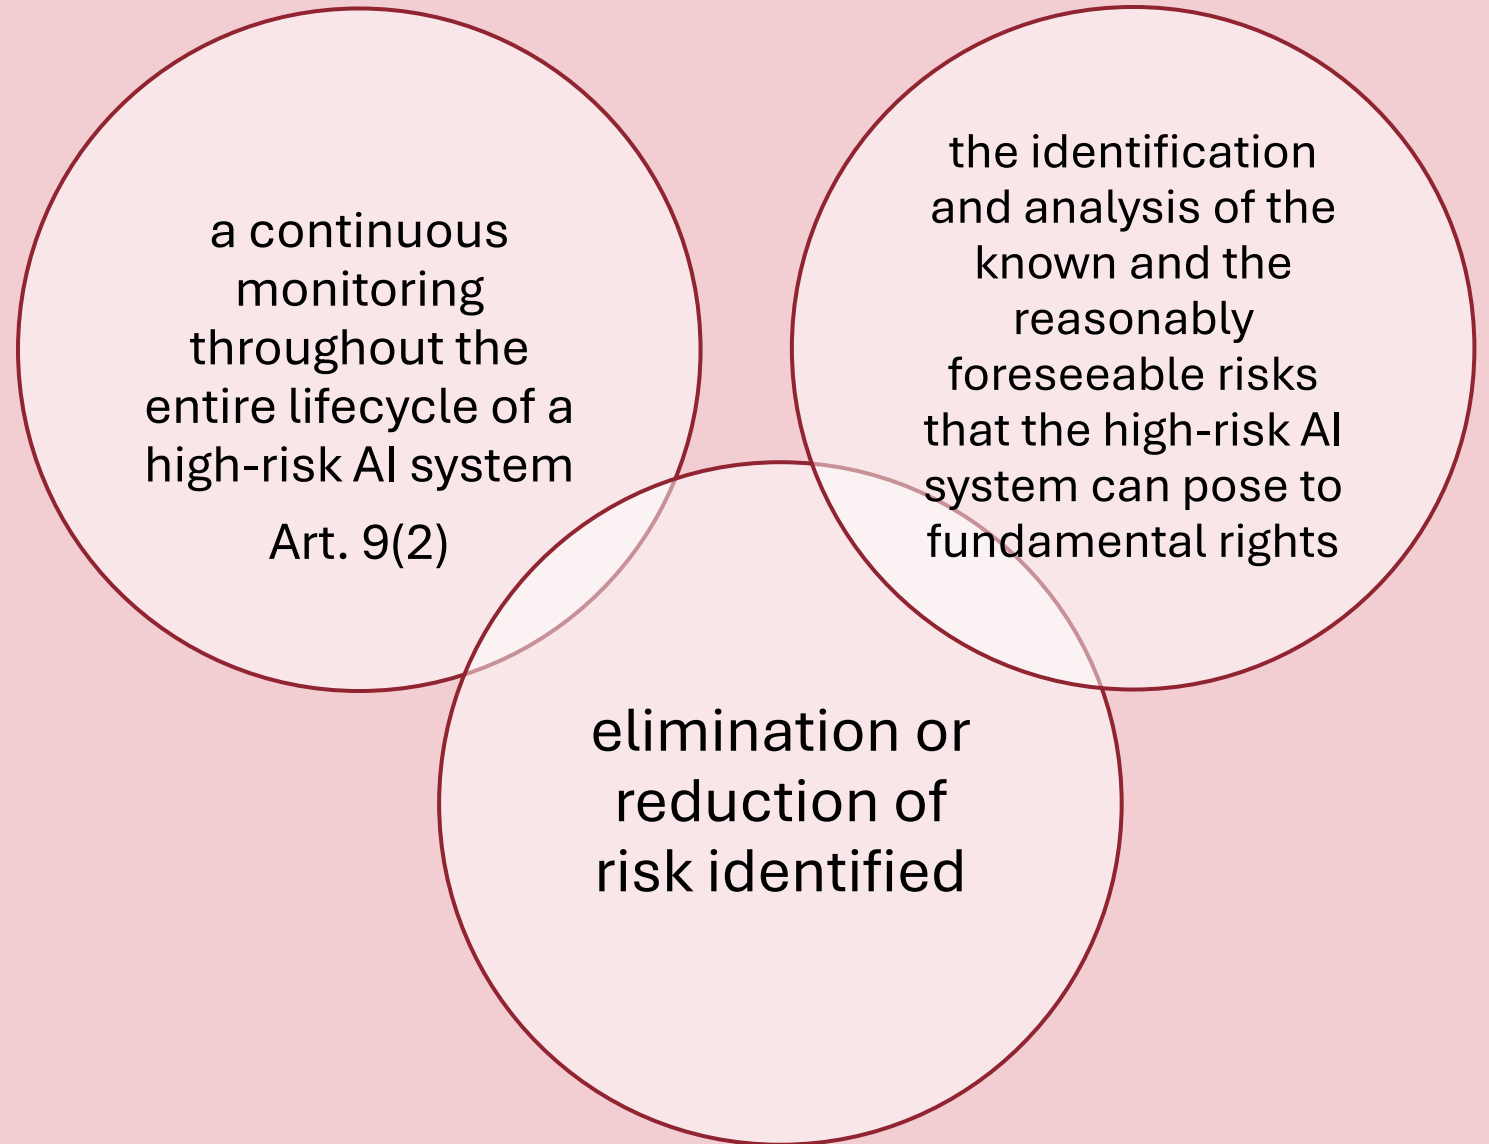 a continuous
monitoring
throughout the
entire lifecycle of a
high-risk AI system
Art. 9(2)
the identification
and analysis of the
known and the
reasonably
foreseeable risks
that the high-risk AI
system can pose to
fundamental rights
elimination or
reduction of
risk identified